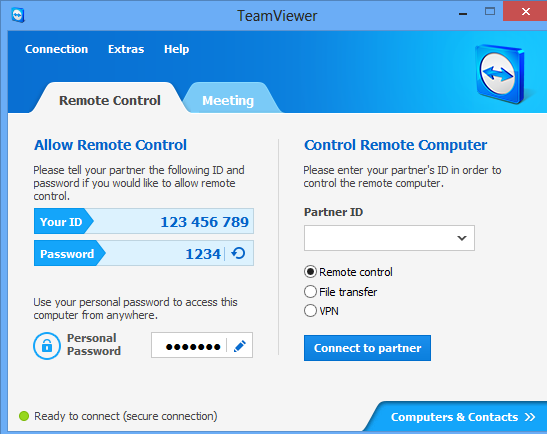 TeamViewer
Connection Extras Help
Remote Control
Meeting
Allow Remote Control
Please tell your partner the following ID and
password if you would like to allow remote
control.
Your ID 123 456 789
Password 1234
Use your personal password to access this
computer from anywhere.
Personal
Password
Control Remote Computer
Please enter your partner's ID in order to
control the remote computer.
Partner ID
Remote control
File transfer
VPN
Connect to partner
Ready to connect (secure connection)
Computers & Contacts >>